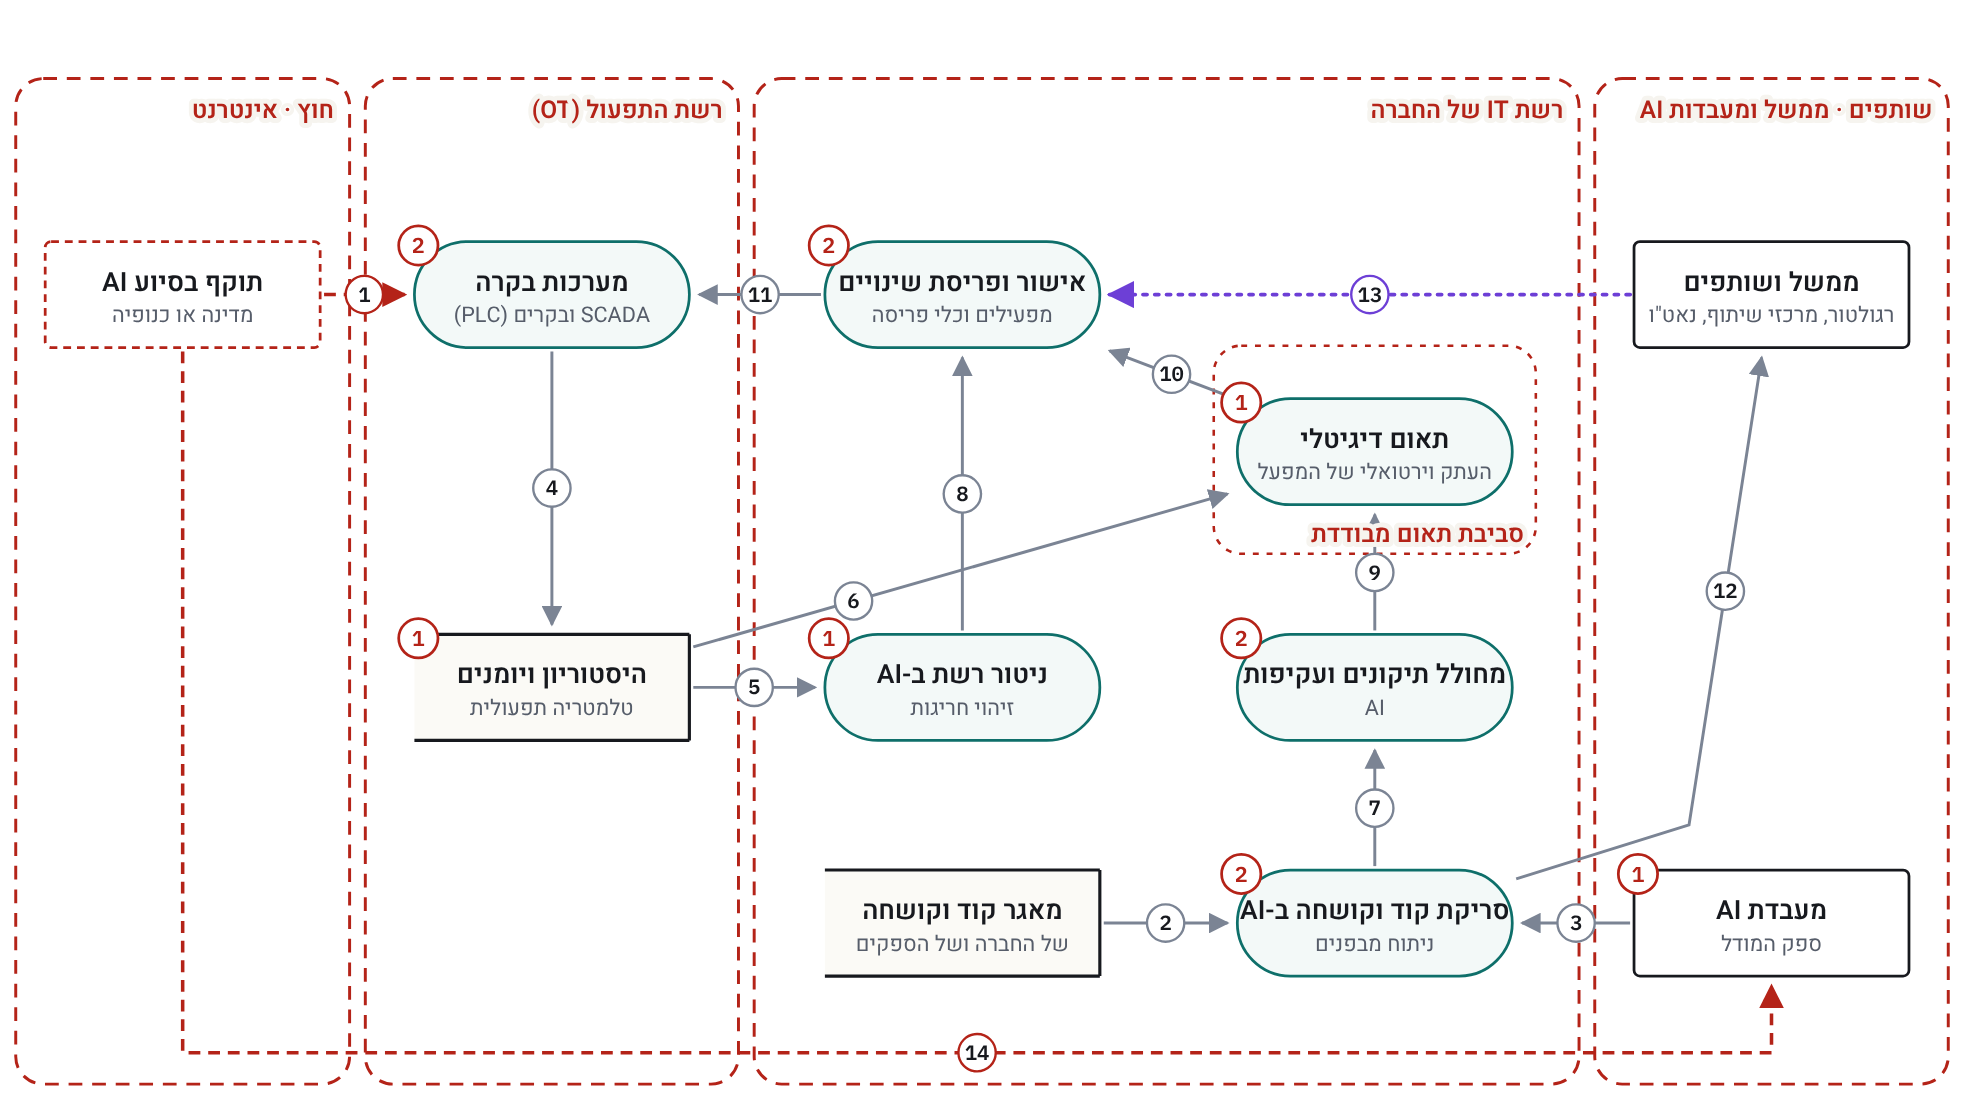 שותפים · ממשל ומעבדות AI
רשת IT של החברה
רשת התפעול (OT)
חוץ · אינטרנט
ממשל ושותפים
רגולטור, מרכזי שיתוף, נאט"ו
13
2
אישור ופריסת שינויים
מפעילים וכלי פריסה
11
2
מערכות בקרה
SCADA ובקרים (PLC)
1
תוקף בסיוע AI
מדינה או כנופיה
10
1
תאום דיגיטלי
העתק וירטואלי של המפעל
סביבת תאום מבודדת
4
8
9
12
6
2
מחולל תיקונים ועקיפות
AI
1
ניטור רשת ב-AI
זיהוי חריגות
5
1
היסטוריון ויומנים
טלמטריה תפעולית
7
1
מעבדת AI
ספק המודל
3
2
סריקת קוד וקושחה ב-AI
ניתוח מבפנים
2
מאגר קוד וקושחה
של החברה ושל הספקים
14